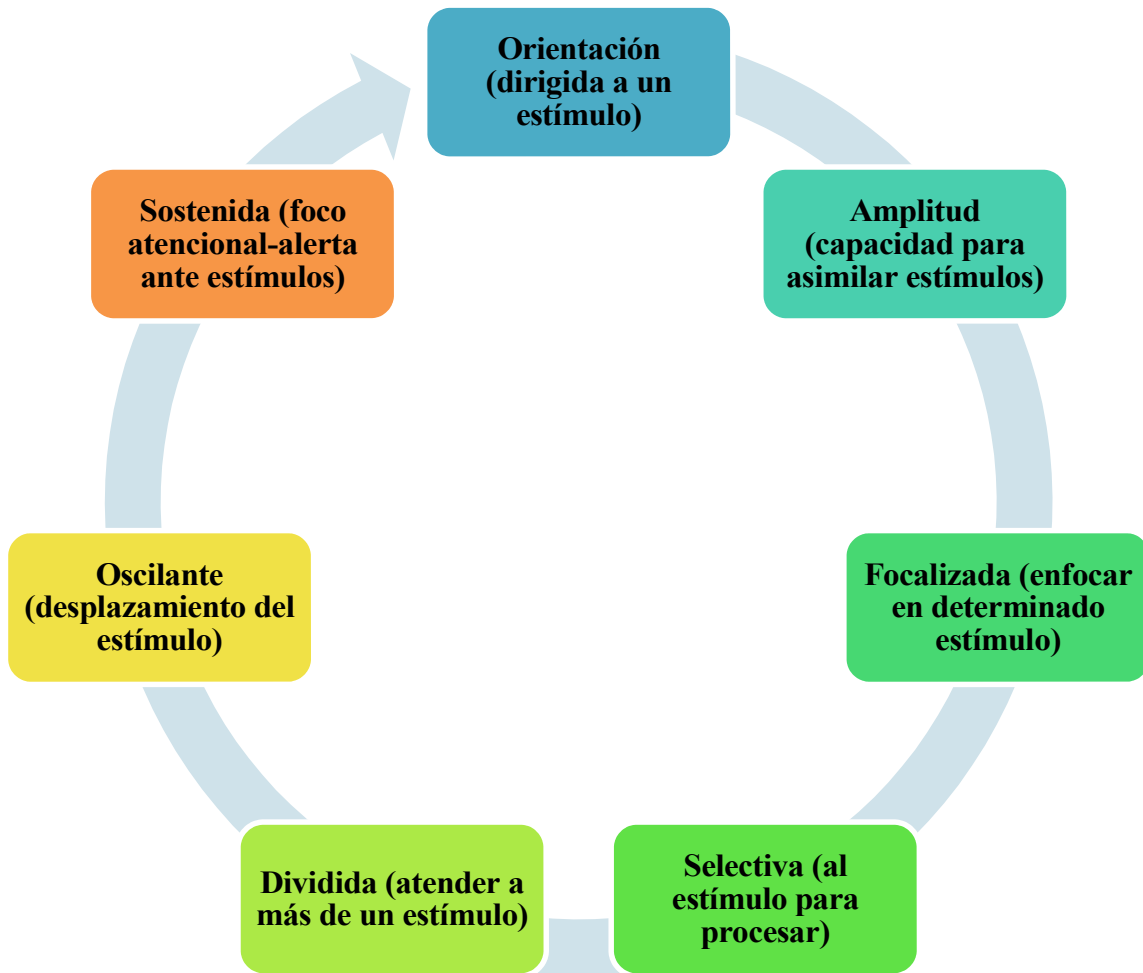 Orientación
(dirigida a un
estímulo)
Amplitud
(capacidad para
asimilar estímulos)
Focalizada (enfocar
en determinado
estímulo)
Selectiva (al
estímulo para
procesar)
Dividida (atender a
más de un estímulo)
Oscilante
(desplazamiento del
estímulo)
Sostenida (foco
atencional-alerta
ante estímulos)